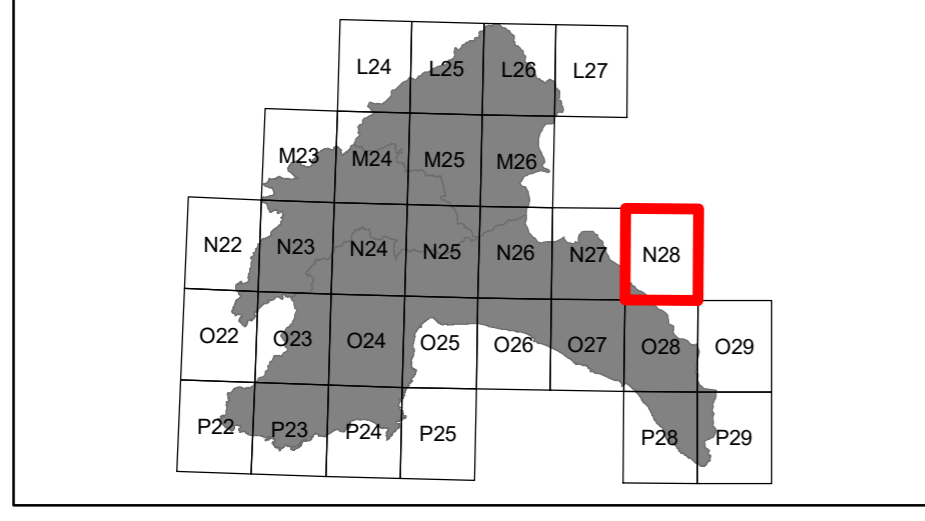 L24 L25 L26 L27
M23 M24 M25 M26
N22 N23 N24 N25 N26 N27 N28
O22 O23 O24 O25 O26 O27 O28 O29
P22 P23 P24 P25 P28 P29